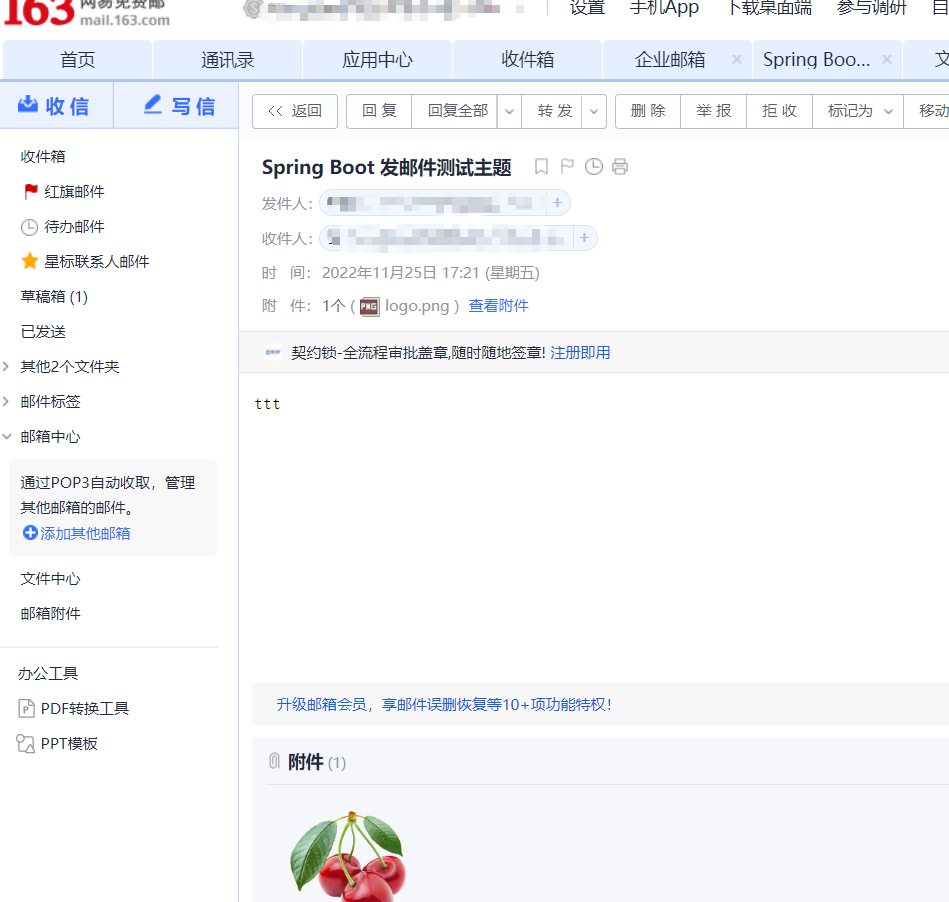 163 网易免费邮
mail.163.com
设置 手机App 下载桌面端 参与调研
首页 通讯录 应用中心 收件箱 企业邮箱 × Spring Boo... × 文
收信 写信
<< 返回 回复 回复全部 转发 删除 举报 拒收 标记为 移动
收件箱
红旗邮件
待办邮件
星标联系人邮件
草稿箱 (1)
已发送
其他2个文件夹
邮件标签
邮箱中心
通过POP3自动收取，管理
其他邮箱的邮件。
添加其他邮箱
文件中心
邮箱附件
办公工具
PDF转换工具
PPT模板
Spring Boot 发邮件测试主题
发件人： +
收件人： +
时 间： 2022年11月25日 17:21 (星期五)
附 件： 1个 ( PNG logo.png ) 查看附件
契约锁-全流程审批盖章,随时随地签章! 注册即用
ttt
升级邮箱会员，享邮件误删恢复等10+项功能特权!
附件 (1)